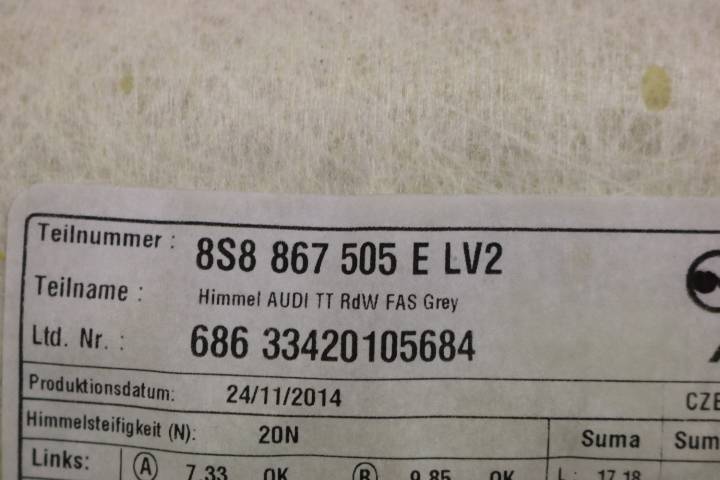 Teilnummer : 8S8 867 505 E LV2
Teilname : Himmel AUDI TT RdW FAS Grey
Ltd. Nr. : 686 33420105684
Produktionsdatum: 24/11/2014 CZE
Himmelsteifigkeit (N): 20N Suma Sum
Links: A 7.33 OK B 9.85 OK L: 17.18